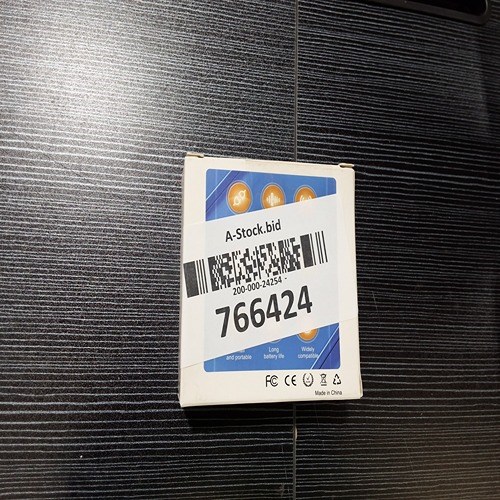 A-Stock.bid
200-000-24254 -
766424
and portable
Long
battery life
Widely
compatible
FC CE
Made in China